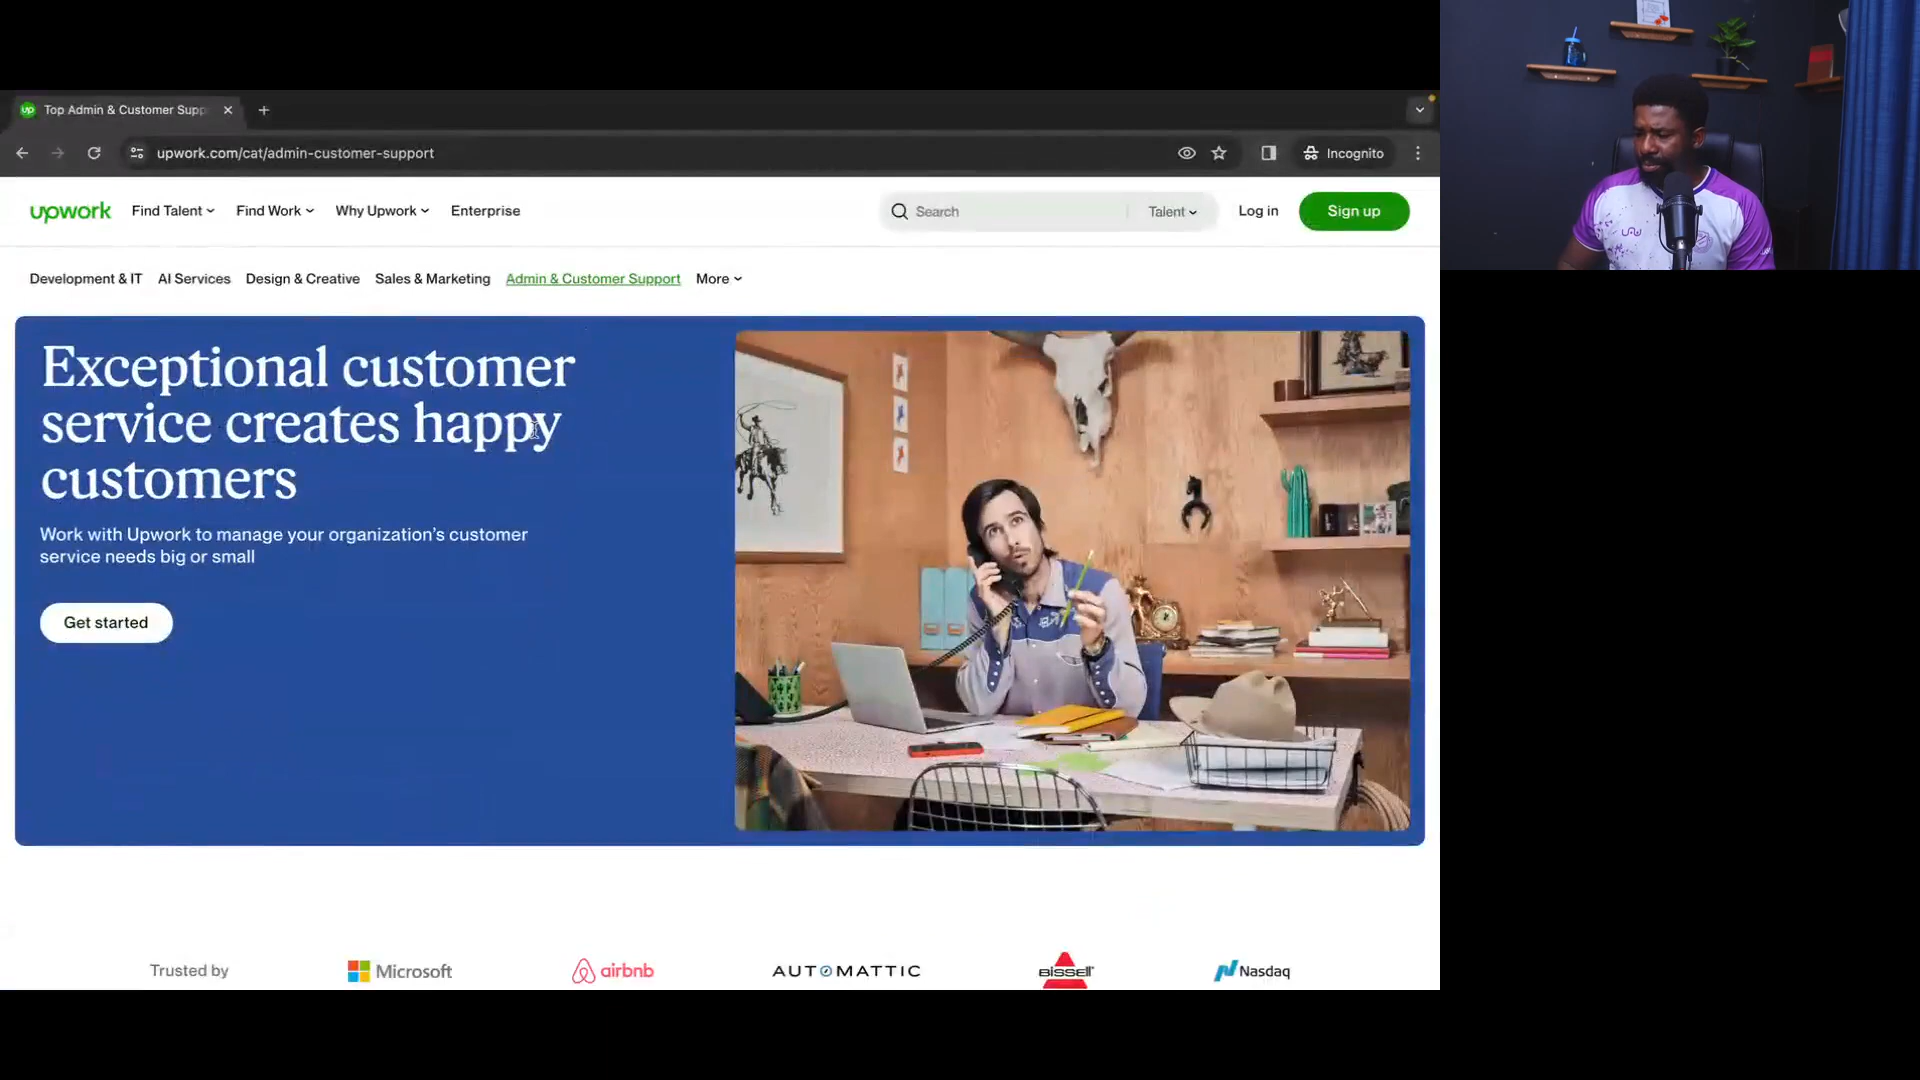 up Top Admin & Customer Supp
upwork.com/cat/admin-customer-support
Incognito
upwork Find Talent Find Work Why Upwork Enterprise Search Talent Log in Sign up
Development & IT AI Services Design & Creative Sales & Marketing Admin & Customer Support More
Exceptional customer
service creates happy
customers
Work with Upwork to manage your organization's customer
service needs big or small
Get started
Trusted by Microsoft airbnb AUTOMATTIC BISSELL Nasdaq